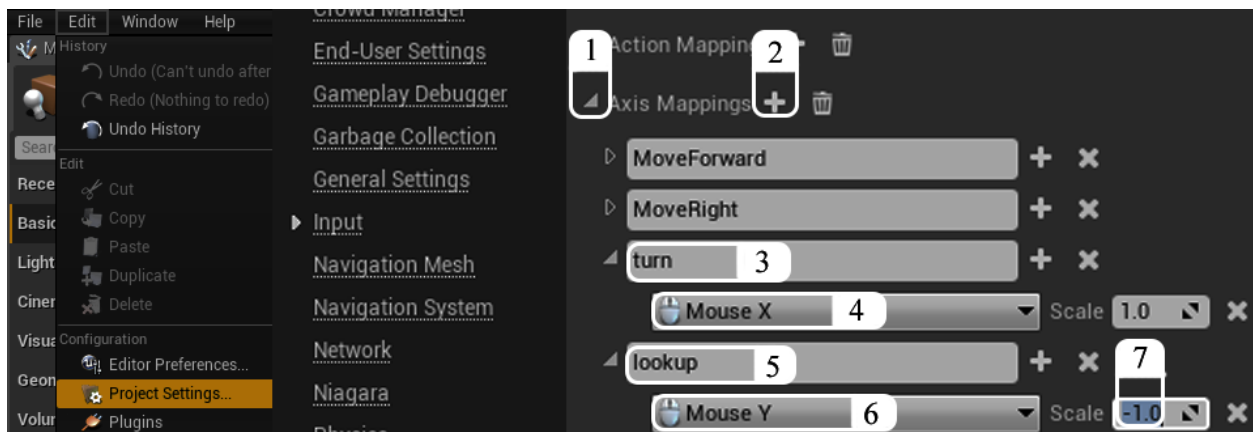 File Edit Window Help
History
Undo (Can't undo after
Redo (Nothing to redo)
Undo History
Sear
Edit
Cut
Rece
Copy
Basic
Paste
Light
Duplicate
Ciner
Delete
Visua
Configuration
Editor Preferences...
Geon
Project Settings...
Volur
Plugins
Crowd Manager
End-User Settings
Gameplay Debugger
Garbage Collection
General Settings
Input
Navigation Mesh
Navigation System
Network
Niagara
Physics
1 Action Mapping 2
Axis Mappings
MoveForward
MoveRight
turn 3
Mouse X 4 Scale 1.0
lookup 5 7
Mouse Y 6 Scale -1.0